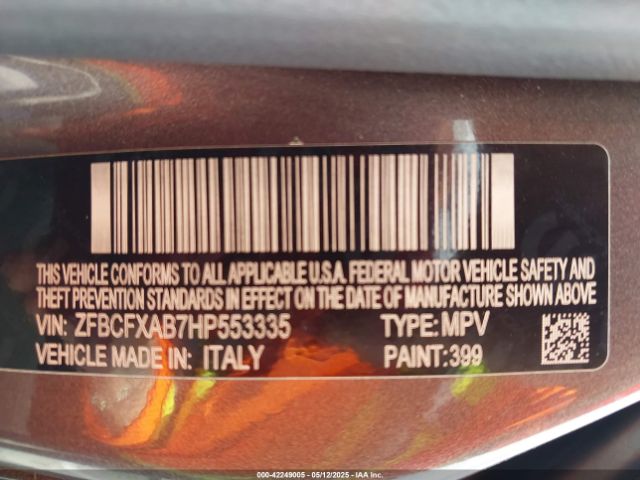 THIS VEHICLE CONFORMS TO ALL APPLICABLE U.S.A. FEDERAL MOTOR VEHICLE SAFETY AND
THEFT PREVENTION STANDARDS IN EFFECT ON THE DATE OF MANUFACTURE SHOWN ABOVE
VIN: ZFBCFXAB7HP553335 TYPE:MPV
VEHICLE MADE IN: ITALY PAINT:399
000-42249005 - 05/12/2025 - IAA Inc.